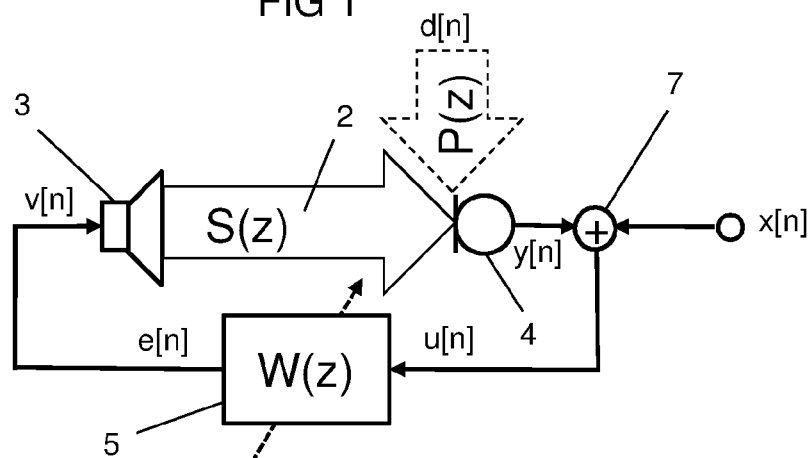 FIG 1
d[n]
P(z)
7
3
2
v[n]
S(z)
x[n]
y[n]
4
e[n]
u[n]
W(z)
5
+